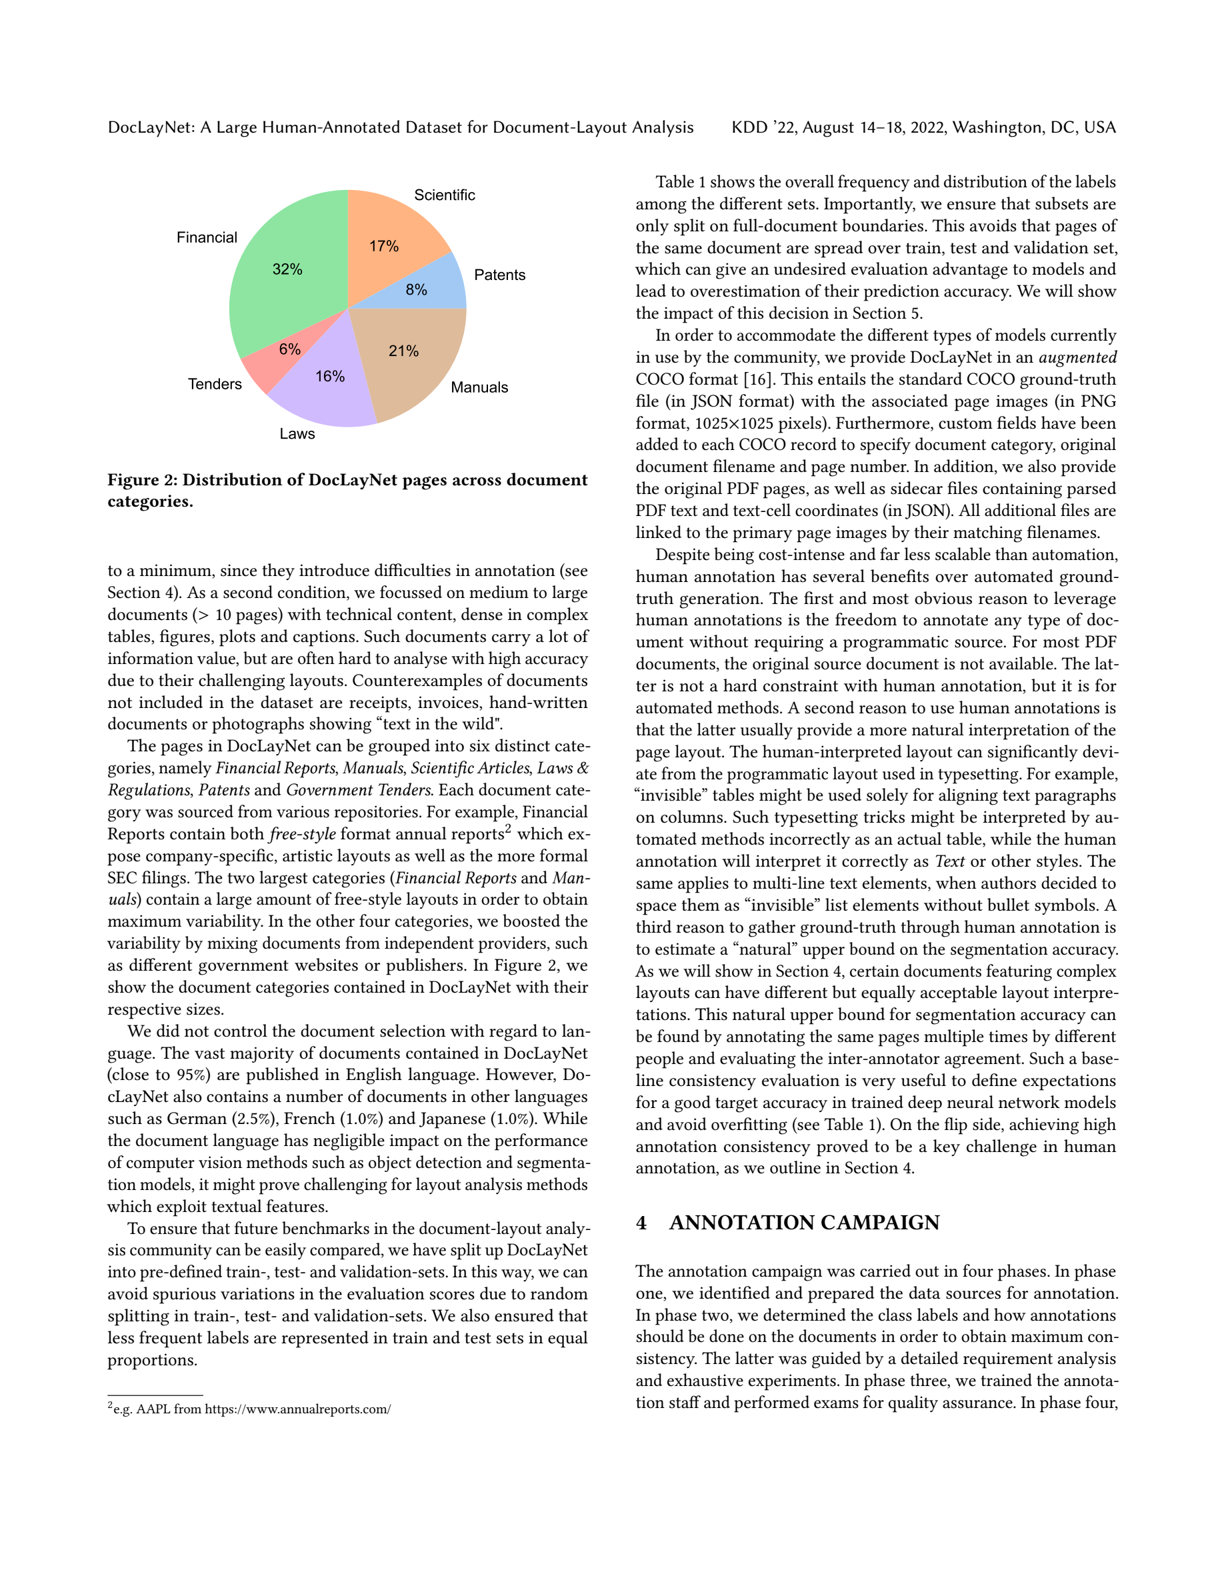 DocLayNet: A Large Human-Annotated Dataset for Document-Layout Analysis
KDD ’22, August 14–18, 2022, Washington, DC, USA
Scientific
Financial
17%
32%
Patents
8%
6%
21%
Tenders
16%
Manuals
Laws
Figure 2: Distribution of DocLayNet pages across document
categories.
to a minimum, since they introduce difficulties in annotation (see
Section 4). As a second condition, we focussed on medium to large
documents (> 10 pages) with technical content, dense in complex
tables, figures, plots and captions. Such documents carry a lot of
information value, but are often hard to analyse with high accuracy
due to their challenging layouts. Counterexamples of documents
not included in the dataset are receipts, invoices, hand-written
documents or photographs showing “text in the wild".
The pages in DocLayNet can be grouped into six distinct cate-
gories, namely Financial Reports, Manuals, Scientific Articles, Laws &
Regulations, Patents and Government Tenders. Each document cate-
gory was sourced from various repositories. For example, Financial
Reports contain both free-style format annual reports2 which ex-
pose company-specific, artistic layouts as well as the more formal
SEC filings. The two largest categories (Financial Reports and Man-
uals) contain a large amount of free-style layouts in order to obtain
maximum variability. In the other four categories, we boosted the
variability by mixing documents from independent providers, such
as different government websites or publishers. In Figure 2, we
show the document categories contained in DocLayNet with their
respective sizes.
We did not control the document selection with regard to lan-
guage. The vast majority of documents contained in DocLayNet
(close to 95%) are published in English language. However, Do-
cLayNet also contains a number of documents in other languages
such as German (2.5%), French (1.0%) and Japanese (1.0%). While
the document language has negligible impact on the performance
of computer vision methods such as object detection and segmenta-
tion models, it might prove challenging for layout analysis methods
which exploit textual features.
To ensure that future benchmarks in the document-layout analy-
sis community can be easily compared, we have split up DocLayNet
into pre-defined train-, test- and validation-sets. In this way, we can
avoid spurious variations in the evaluation scores due to random
splitting in train-, test- and validation-sets. We also ensured that
less frequent labels are represented in train and test sets in equal
proportions.
2e.g. AAPL from https://www.annualreports.com/
Table 1 shows the overall frequency and distribution of the labels
among the different sets. Importantly, we ensure that subsets are
only split on full-document boundaries. This avoids that pages of
the same document are spread over train, test and validation set,
which can give an undesired evaluation advantage to models and
lead to overestimation of their prediction accuracy. We will show
the impact of this decision in Section 5.
In order to accommodate the different types of models currently
in use by the community, we provide DocLayNet in an augmented
COCO format [16]. This entails the standard COCO ground-truth
file (in JSON format) with the associated page images (in PNG
format, 1025×1025 pixels). Furthermore, custom fields have been
added to each COCO record to specify document category, original
document filename and page number. In addition, we also provide
the original PDF pages, as well as sidecar files containing parsed
PDF text and text-cell coordinates (in JSON). All additional files are
linked to the primary page images by their matching filenames.
Despite being cost-intense and far less scalable than automation,
human annotation has several benefits over automated ground-
truth generation. The first and most obvious reason to leverage
human annotations is the freedom to annotate any type of doc-
ument without requiring a programmatic source. For most PDF
documents, the original source document is not available. The lat-
ter is not a hard constraint with human annotation, but it is for
automated methods. A second reason to use human annotations is
that the latter usually provide a more natural interpretation of the
page layout. The human-interpreted layout can significantly devi-
ate from the programmatic layout used in typesetting. For example,
“invisible” tables might be used solely for aligning text paragraphs
on columns. Such typesetting tricks might be interpreted by au-
tomated methods incorrectly as an actual table, while the human
annotation will interpret it correctly as Text or other styles. The
same applies to multi-line text elements, when authors decided to
space them as “invisible” list elements without bullet symbols. A
third reason to gather ground-truth through human annotation is
to estimate a “natural” upper bound on the segmentation accuracy.
As we will show in Section 4, certain documents featuring complex
layouts can have different but equally acceptable layout interpre-
tations. This natural upper bound for segmentation accuracy can
be found by annotating the same pages multiple times by different
people and evaluating the inter-annotator agreement. Such a base-
line consistency evaluation is very useful to define expectations
for a good target accuracy in trained deep neural network models
and avoid overfitting (see Table 1). On the flip side, achieving high
annotation consistency proved to be a key challenge in human
annotation, as we outline in Section 4.
4 ANNOTATION CAMPAIGN
The annotation campaign was carried out in four phases. In phase
one, we identified and prepared the data sources for annotation.
In phase two, we determined the class labels and how annotations
should be done on the documents in order to obtain maximum con-
sistency. The latter was guided by a detailed requirement analysis
and exhaustive experiments. In phase three, we trained the annota-
tion staff and performed exams for quality assurance. In phase four,